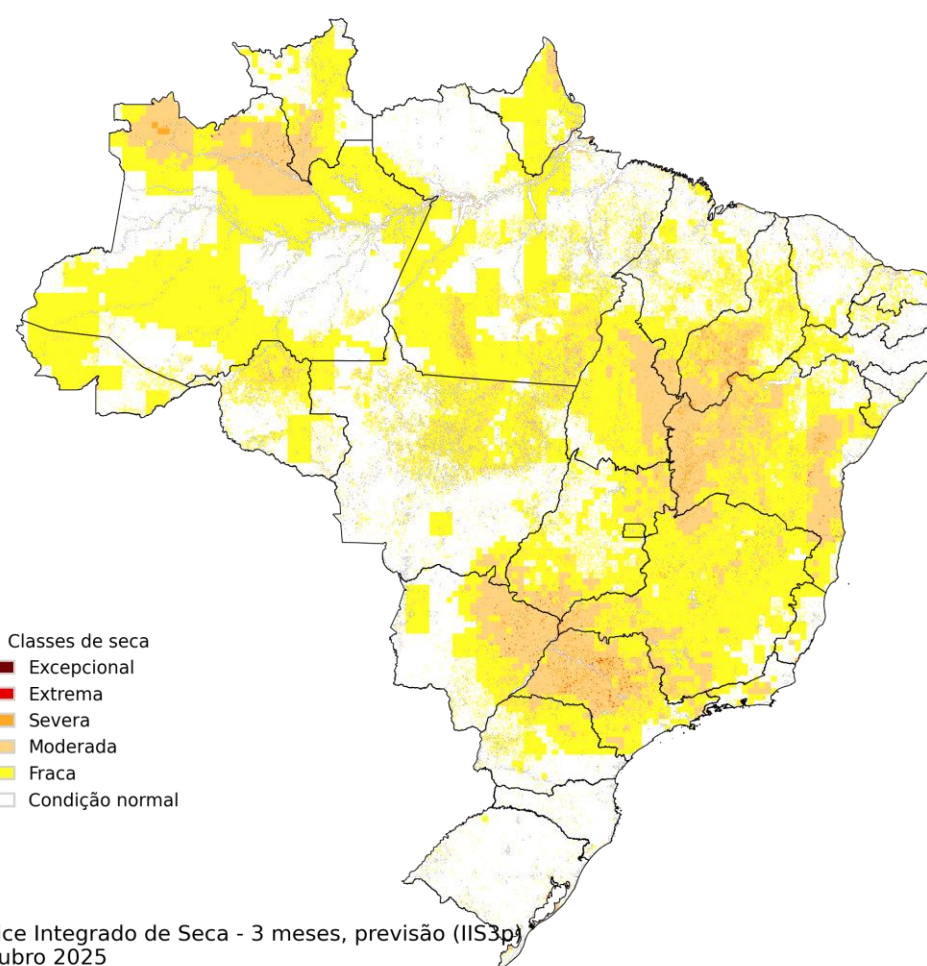 Classes de seca
Excepcional
Extrema
Severa
Moderada
Fraca
Condição normal
ice Integrado de Seca - 3 meses, previsão (IIS3p)
ubro 2025